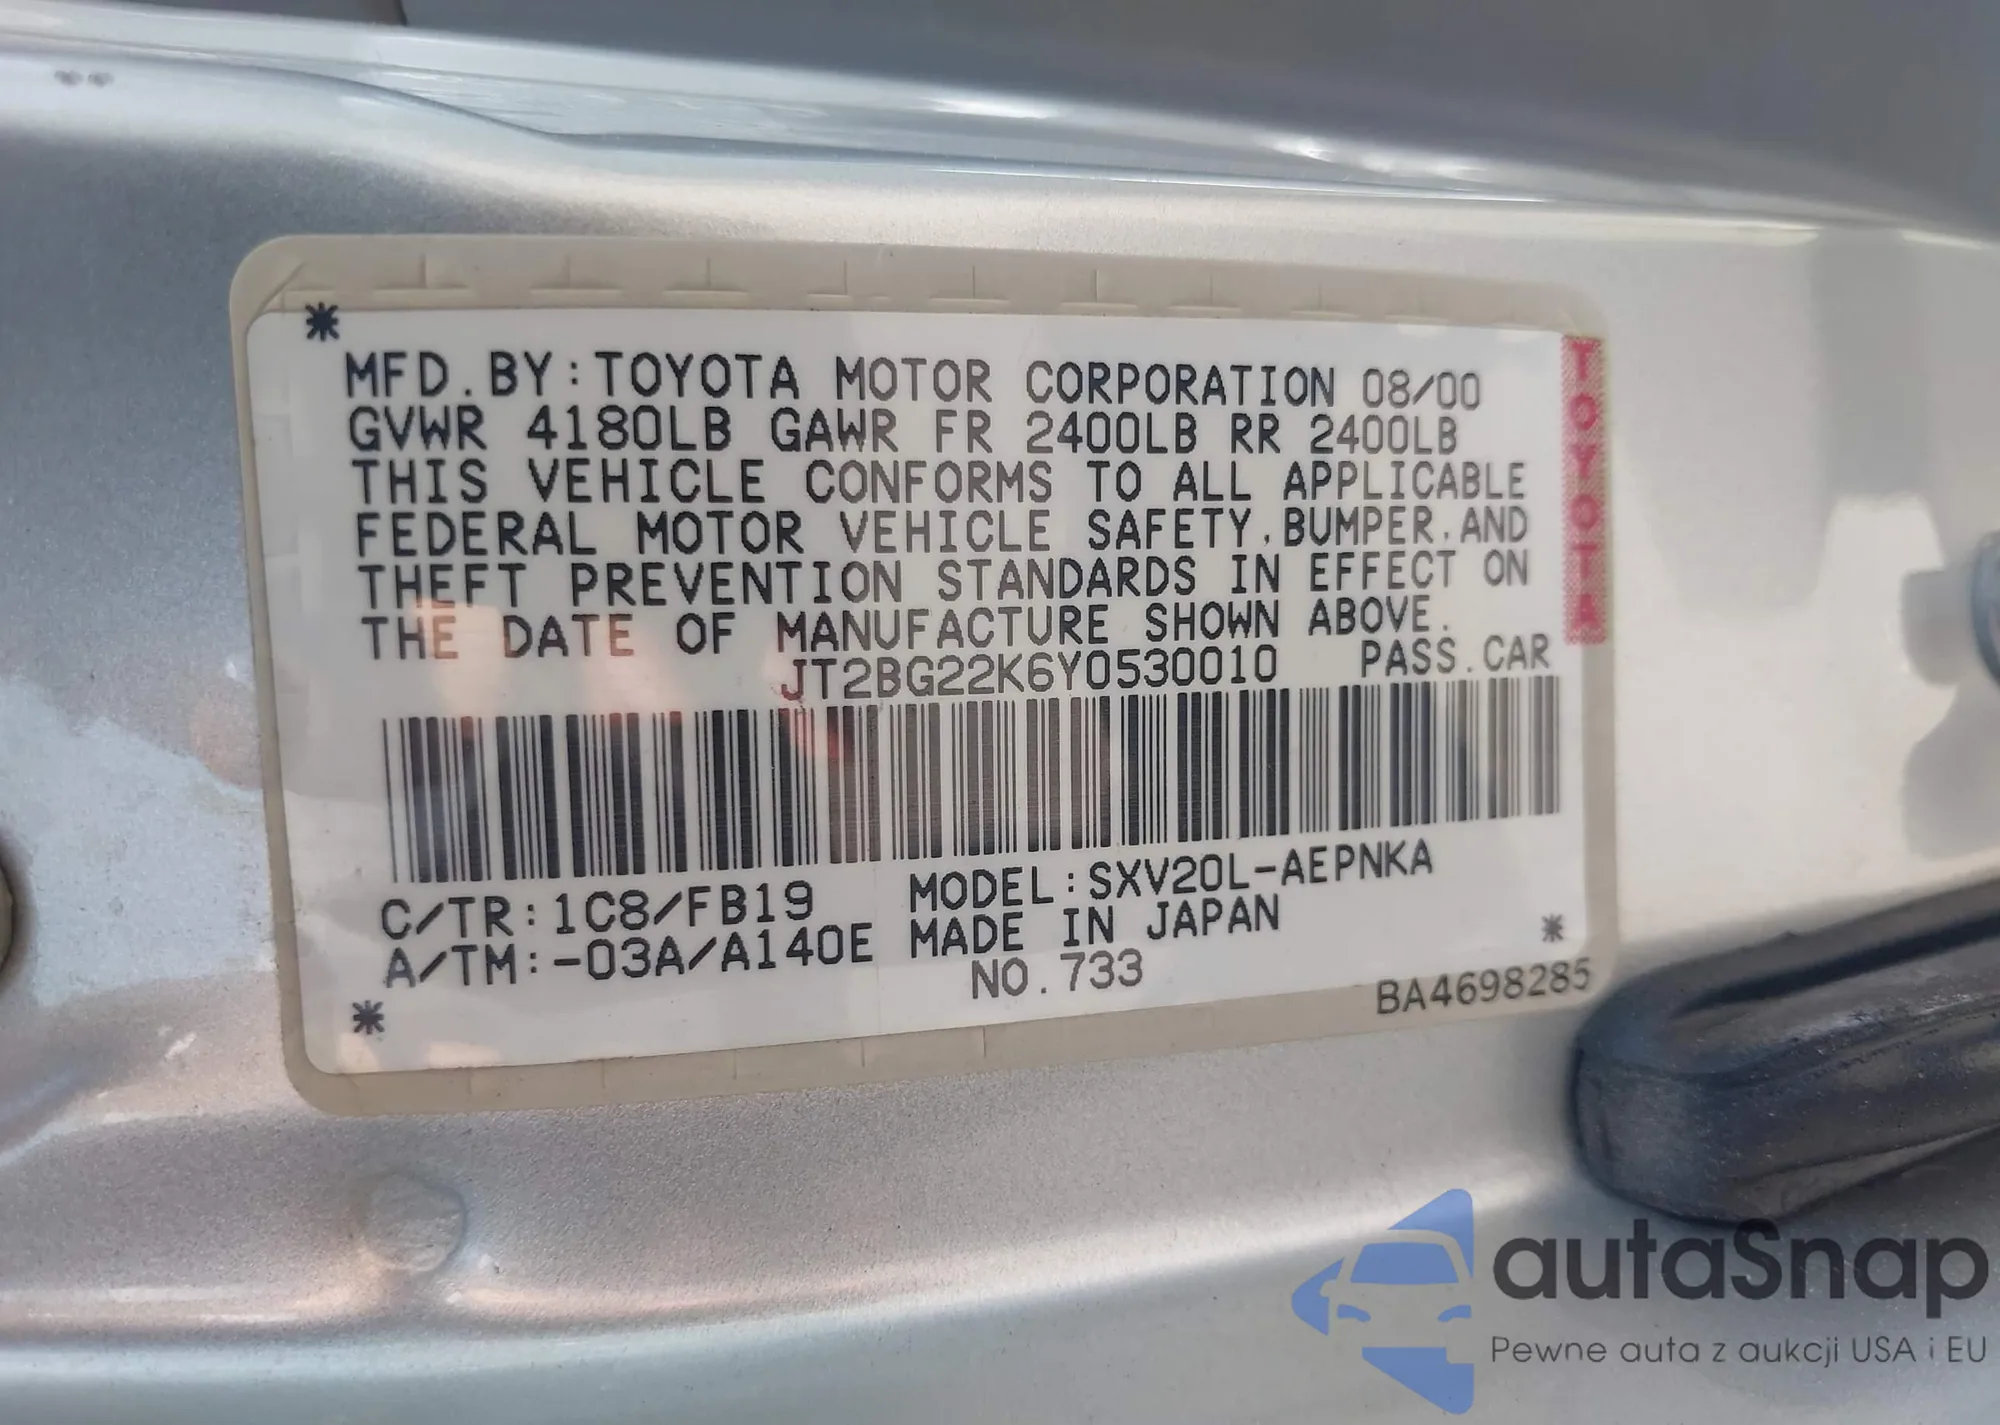 MFD.BY:TOYOTA MOTOR CORPORATION 08/00
GVWR 4180LB GAWR FR 2400LB RR 2400LB
THIS VEHICLE CONFORMS TO ALL APPLICABLE
FEDERAL MOTOR VEHICLE SAFETY,BUMPER,AND
THEFT PREVENTION STANDARDS IN EFFECT ON
THE DATE OF MANUFACTURE SHOWN ABOVE.
JT2BG22K6Y0530010 PASS.CAR
C/TR:1C8/FB19 MODEL:SXV20L-AEPNKA
A/TM:-03A/A140E MADE IN JAPAN
NO.733
BA4698285
TOYOTA
autaSnap
Pewne auta z aukcji USA i EU